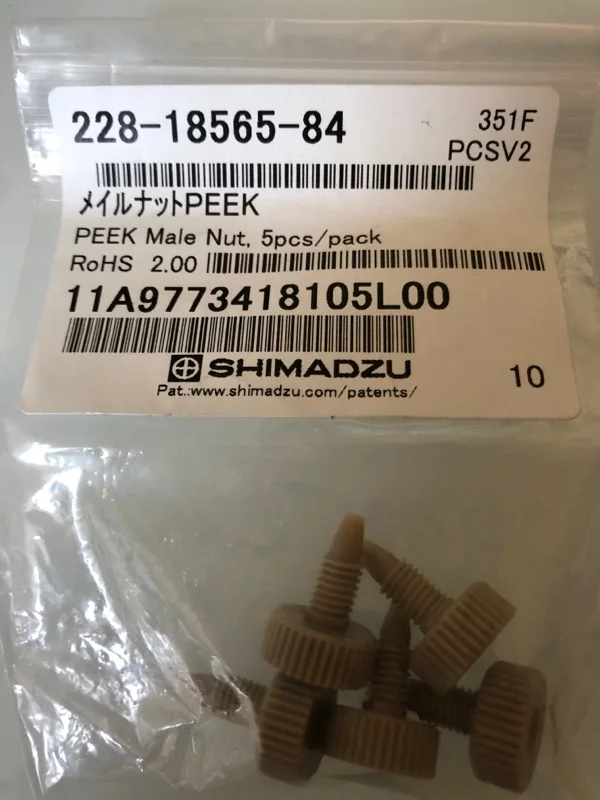 228-18565-84
351F
PCSV2
メイルナットPEEK
PEEK Male Nut, 5pcs/pack
RoHS 2.00
11A9773418105L00
SHIMADZU
Pat.:www.shimadzu.com/patents/
10